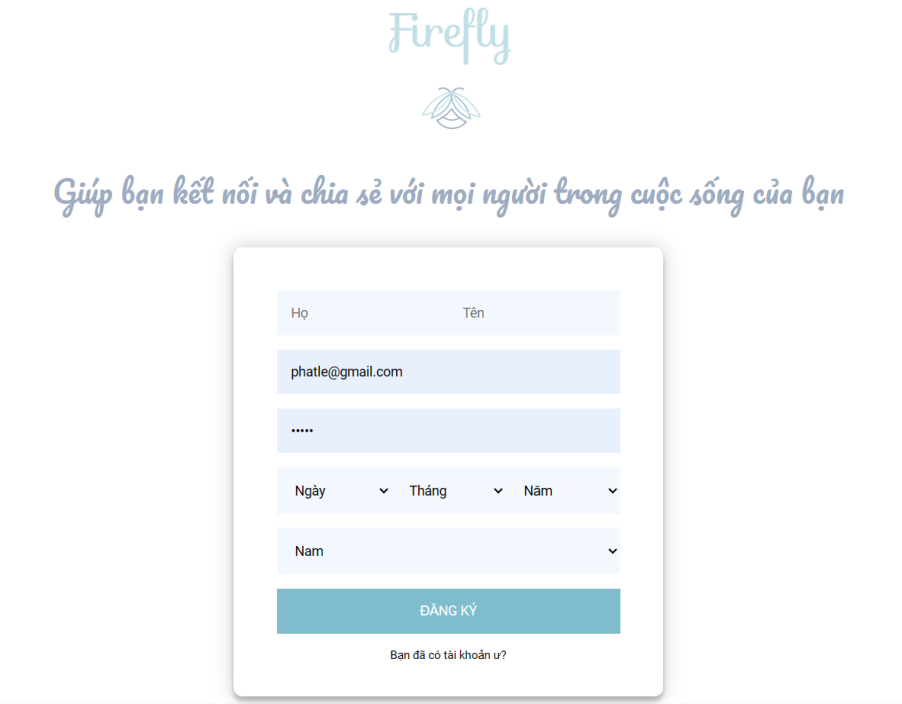 Firefly
Giúp bạn kết nối và chia sẻ với mọi người trong cuộc sống của bạn
Họ Tên
phatle@gmail.com
•••••
Ngày Tháng Năm
Nam
ĐĂNG KÝ
Bạn đã có tài khoản ư?